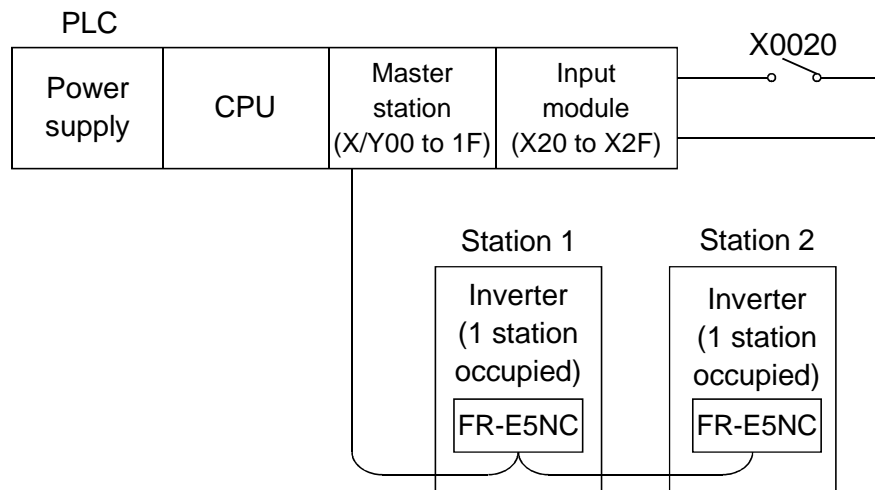 PLC
Power
supply
CPU
Master
station
(X/Y00 to 1F)
Input
module
(X20 to X2F)
X0020
Station 1
Inverter
(1 station
occupied)
FR-E5NC
Station 2
Inverter
(1 station
occupied)
FR-E5NC